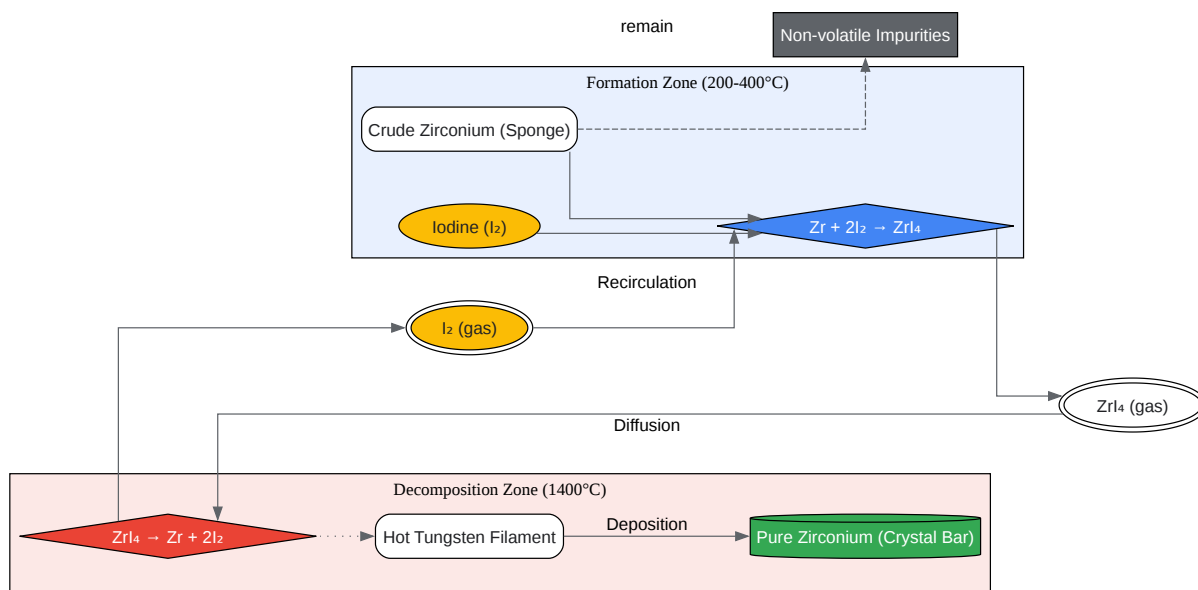 remain
Non-volatile Impurities
Formation Zone (200-400°C)
Crude Zirconium (Sponge)
Iodine (I₂)
Zr + 2I₂ → ZrI₄
Recirculation
I₂ (gas)
ZrI₄ (gas)
Diffusion
Decomposition Zone (1400°C)
ZrI₄ → Zr + 2I₂
Hot Tungsten Filament
Deposition
Pure Zirconium (Crystal Bar)